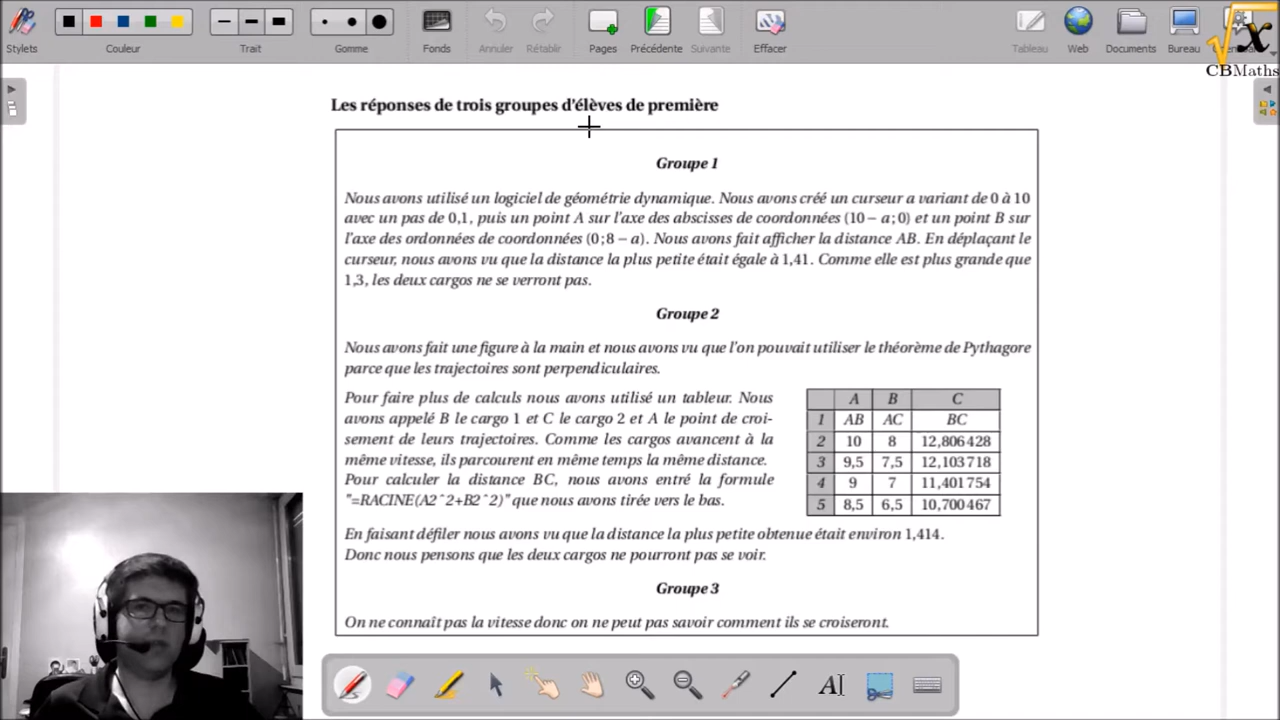 Stylets
Couleur
Trait
Gomme
Fonds
Annuler
Rétablir
Pages
Précédente
Suivante
Effacer
Tableau
Web
Documents
Bureau
CBMaths
Les réponses de trois groupes d'élèves de première
Groupe 1
Nous avons utilisé un logiciel de géométrie dynamique. Nous avons créé un curseur a variant de 0 à 10
avec un pas de 0,1, puis un point A sur l'axe des abscisses de coordonnées (10 − a; 0) et un point B sur
l'axe des ordonnées de coordonnées (0; 8 − a). Nous avons fait afficher la distance AB. En déplaçant le
curseur, nous avons vu que la distance la plus petite était égale à 1,41. Comme elle est plus grande que
1,3, les deux cargos ne se verront pas.
Groupe 2
Nous avons fait une figure à la main et nous avons vu que l'on pouvait utiliser le théorème de Pythagore
parce que les trajectoires sont perpendiculaires.
Pour faire plus de calculs nous avons utilisé un tableur. Nous
avons appelé B le cargo 1 et C le cargo 2 et A le point de croi-
sement de leurs trajectoires. Comme les cargos avancent à la
même vitesse, ils parcourent en même temps la même distance.
Pour calculer la distance BC, nous avons entré la formule
"=RACINE(A2^2+B2^2)" que nous avons tirée vers le bas.
A B C
1 AB AC BC
2 10 8 12,806428
3 9,5 7,5 12,103718
4 9 7 11,401754
5 8,5 6,5 10,700467
En faisant défiler nous avons vu que la distance la plus petite obtenue était environ 1,414.
Donc nous pensons que les deux cargos ne pourront pas se voir.
Groupe 3
On ne connaît pas la vitesse donc on ne peut pas savoir comment ils se croiseront.